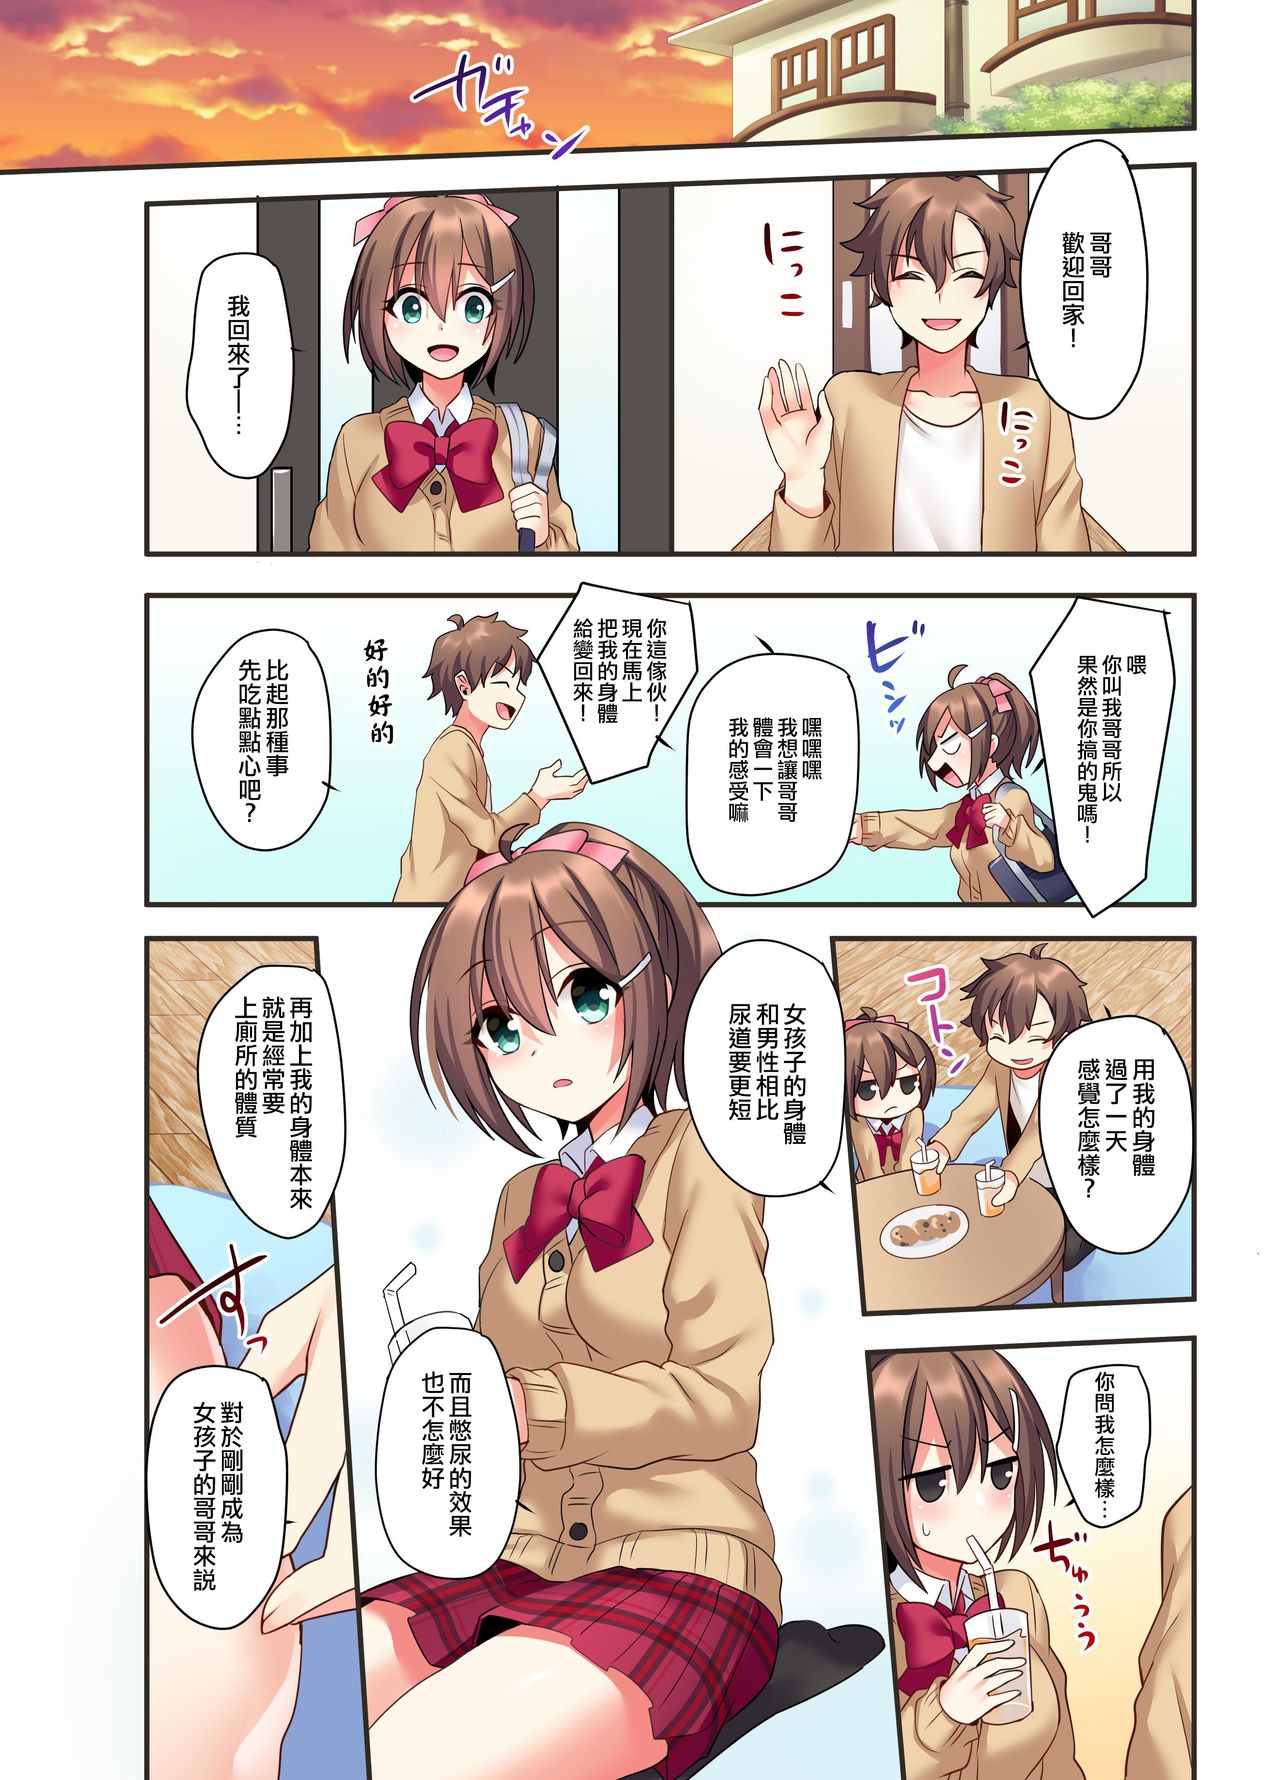 ガチャン
哥哥
歡迎回家！
にっこ
にっこ
我回來了——…
喂
你叫我哥哥所以
果然是你搞的鬼嗎！
ビシッ
嘿嘿嘿
我想讓哥哥
體會一下
我的感受嘛
你這傢伙！
現在馬上
把我的身體
給變回來！
好的好的
比起那種事
先吃點點心吧？
用我的身體
過了一天
感覺怎麼樣？
コトン
你問我怎麼樣…
ぢゅうぅ
女孩子的身體
和男性相比
尿道要更短
而且憋尿的效果
也不怎麼好
再加上我的身體本來
就是經常要
上廁所的體質
すっ
對於剛剛成為
女孩子的哥哥來說